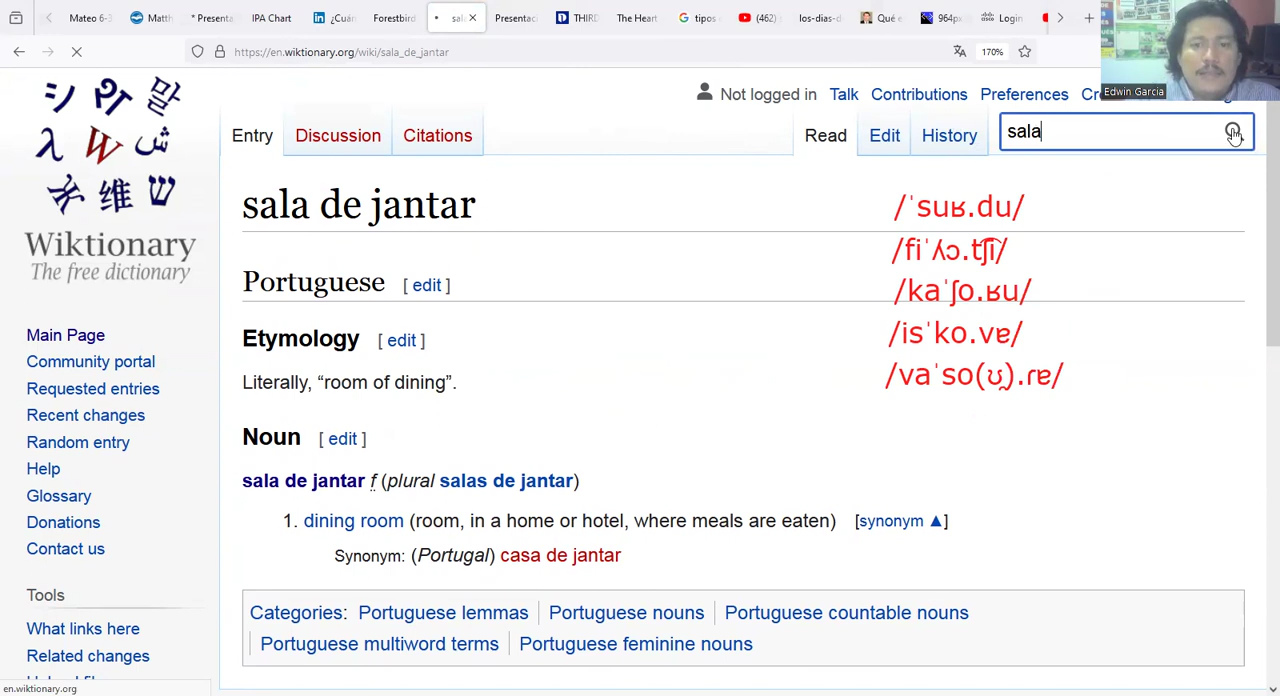 Mateo 6-3
Matth
* Presenta
IPA Chart
¿Cuán
Forestbird
sal
Presentac
THIRD
The Heart
tipos
(462)
los-dias-d
Qué e
964px
Login
https://en.wiktionary.org/wiki/sala_de_jantar
170%
Edwin Garcia
Not logged in Talk Contributions Preferences
Entry Discussion Citations Read Edit History sala
sala de jantar
Wiktionary
The free dictionary
Portuguese [ edit ]
Etymology [ edit ]
Literally, “room of dining”.
Noun [ edit ]
sala de jantar f (plural salas de jantar)
1. dining room (room, in a home or hotel, where meals are eaten) [synonym ▲]
Synonym: (Portugal) casa de jantar
Categories: Portuguese lemmas Portuguese nouns Portuguese countable nouns
Portuguese multiword terms Portuguese feminine nouns
/ˈsuʁ.du/
/fiˈʎɔ.t͡ʃi/
/kaˈʃo.ʁu/
/isˈko.vɐ/
/vaˈso(ʊ̯).ɾɐ/
Main Page
Community portal
Requested entries
Recent changes
Random entry
Help
Glossary
Donations
Contact us
Tools
What links here
Related changes
en.wiktionary.org